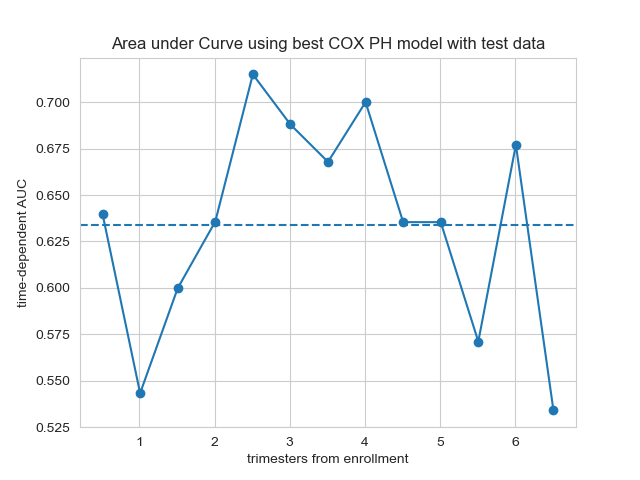 Area under Curve using best COX PH model with test data
time-dependent AUC
0.700
0.675
0.650
0.625
0.600
0.575
0.550
0.525
1 2 3 4 5 6
trimesters from enrollment